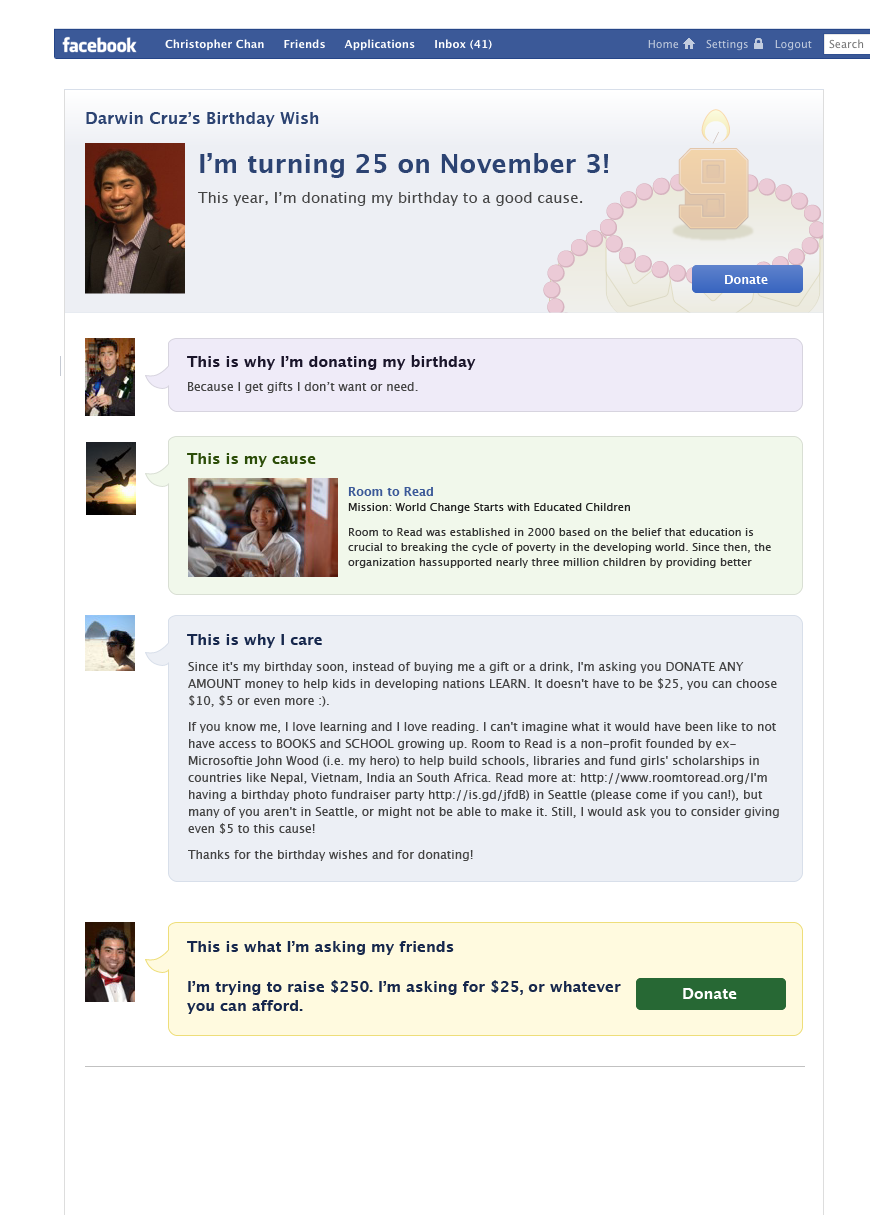 facebook Christopher Chan Friends Applications Inbox (41) Home Settings Logout Search
Darwin Cruz’s Birthday Wish
I’m turning 25 on November 3!
This year, I’m donating my birthday to a good cause.
9
Donate
This is why I’m donating my birthday
Because I get gifts I don’t want or need.
This is my cause
Room to Read
Mission: World Change Starts with Educated Children
Room to Read was established in 2000 based on the belief that education is
crucial to breaking the cycle of poverty in the developing world. Since then, the
organization hassupported nearly three million children by providing better
This is why I care
Since it's my birthday soon, instead of buying me a gift or a drink, I'm asking you DONATE ANY
AMOUNT money to help kids in developing nations LEARN. It doesn't have to be $25, you can choose
$10, $5 or even more :).
If you know me, I love learning and I love reading. I can't imagine what it would have been like to not
have access to BOOKS and SCHOOL growing up. Room to Read is a non-profit founded by ex-
Microsoftie John Wood (i.e. my hero) to help build schools, libraries and fund girls' scholarships in
countries like Nepal, Vietnam, India an South Africa. Read more at: http://www.roomtoread.org/I'm
having a birthday photo fundraiser party http://is.gd/jfdB) in Seattle (please come if you can!), but
many of you aren't in Seattle, or might not be able to make it. Still, I would ask you to consider giving
even $5 to this cause!
Thanks for the birthday wishes and for donating!
This is what I’m asking my friends
I’m trying to raise $250. I’m asking for $25, or whatever
you can afford.
Donate